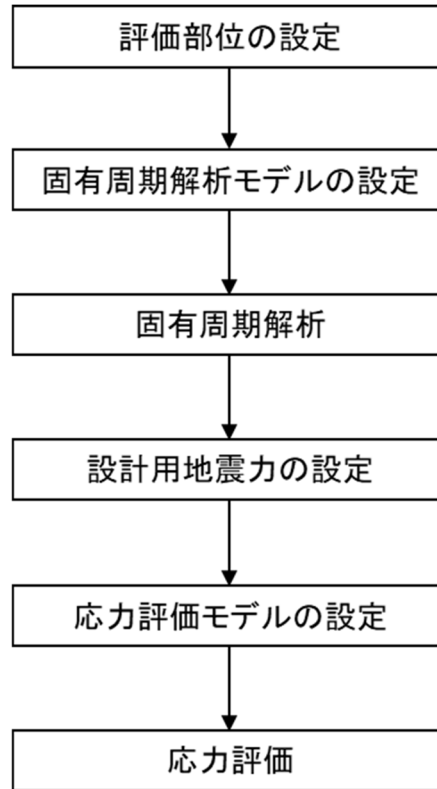 評価部位の設定
固有周期解析モデルの設定
固有周期解析
設計用地震力の設定
応力評価モデルの設定
応力評価